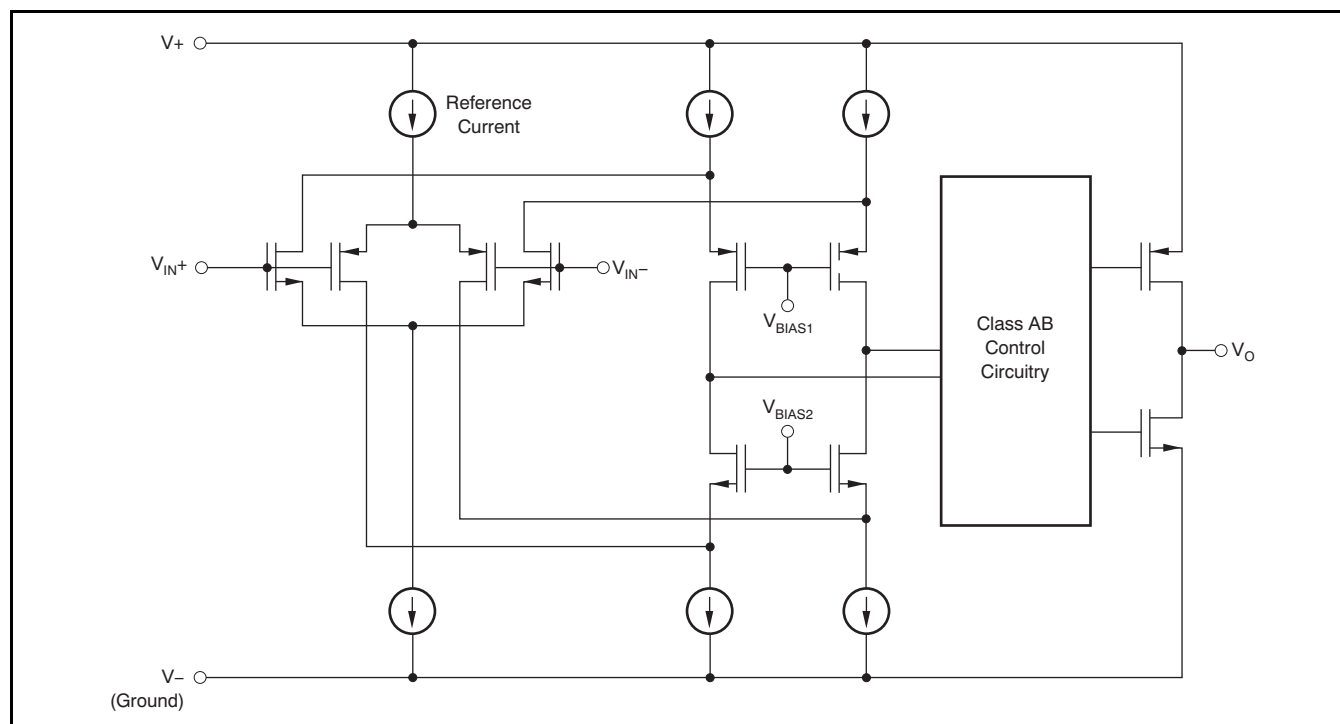 V+
Reference
Current
V_IN+
V_IN−
V_BIAS1
Class AB
Control
Circuitry
V_O
V_BIAS2
V−
(Ground)